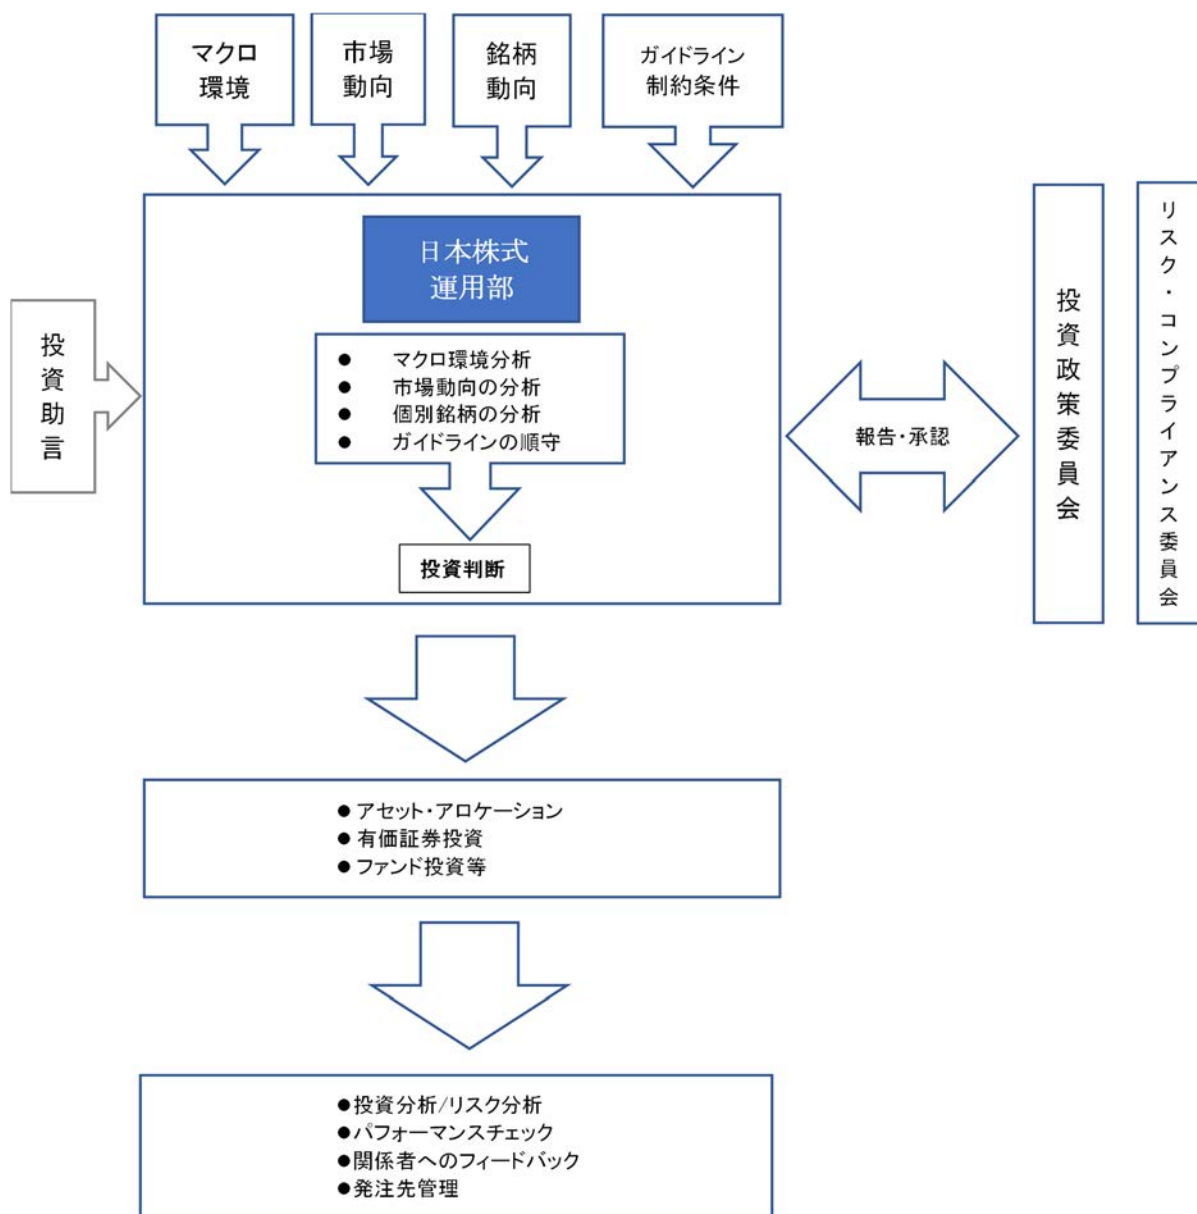 マクロ
環境
市場
動向
銘柄
動向
ガイドライン
制約条件
投資助言
日本株式
運用部
● マクロ環境分析
● 市場動向の分析
● 個別銘柄の分析
● ガイドラインの順守
投資判断
報告・承認
投資政策委員会
リスク・コンプライアンス委員会
● アセット・アロケーション
● 有価証券投資
● ファンド投資等
●投資分析/リスク分析
●パフォーマンスチェック
●関係者へのフィードバック
●発注先管理